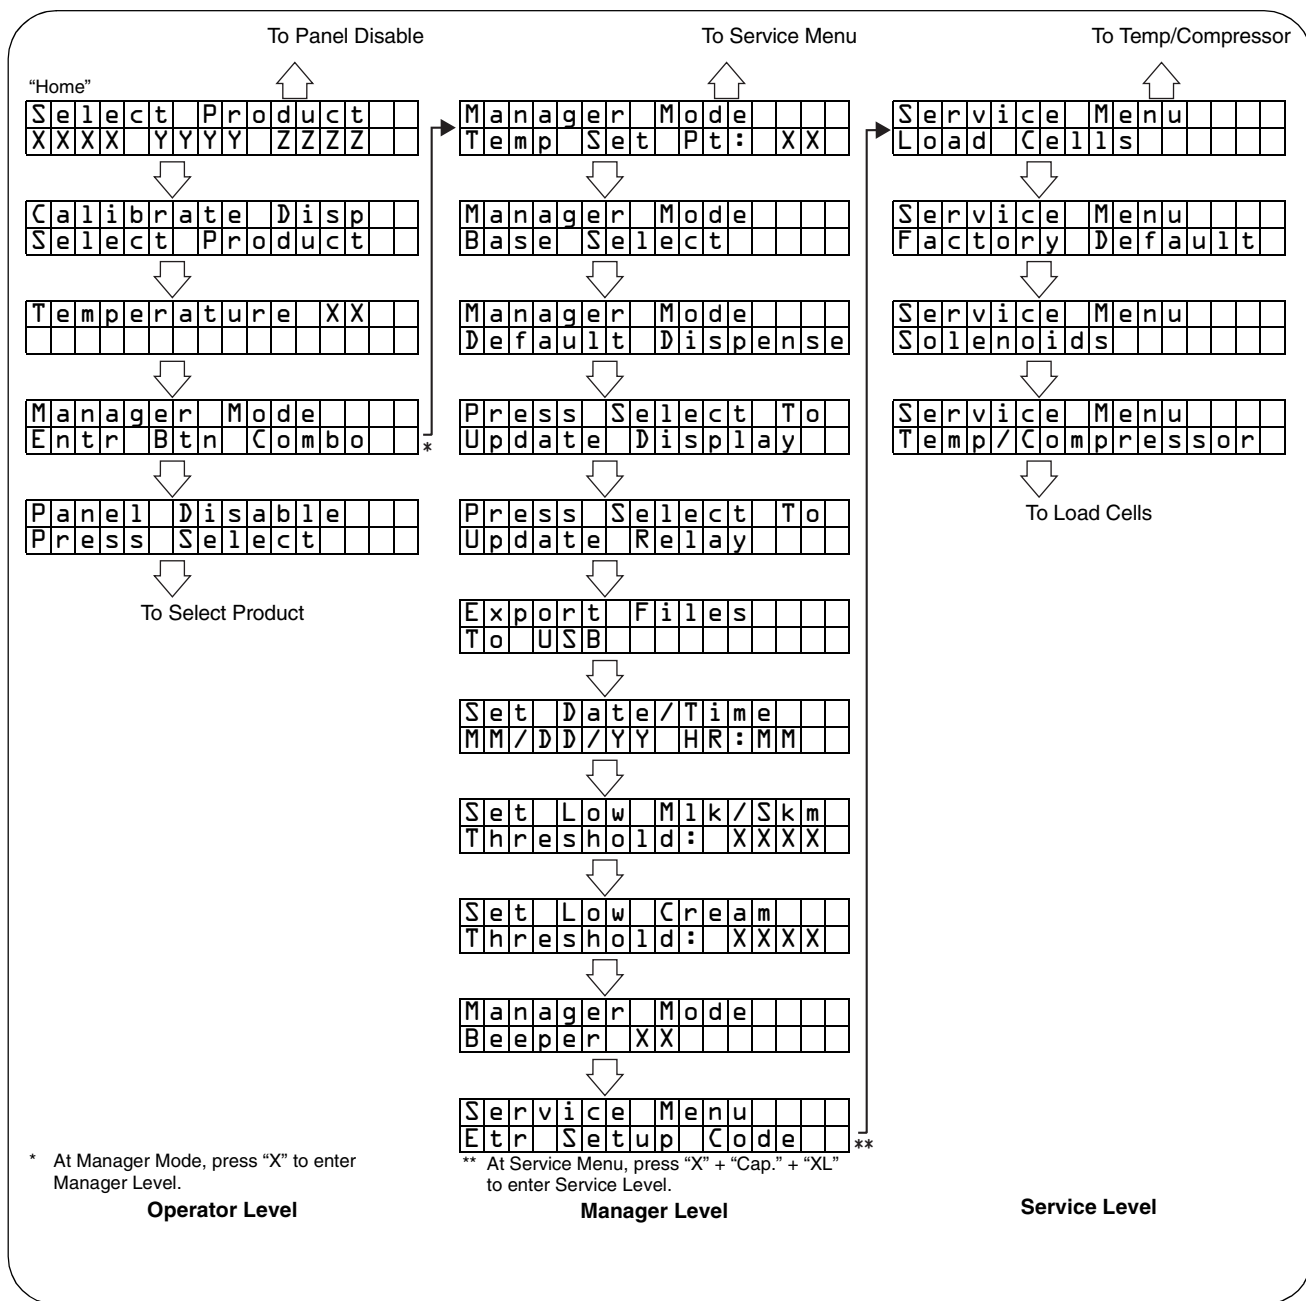 To Panel Disable
“Home”
Select Product
XXXX YYYY ZZZZ
Calibrate Disp
Select Product
Temperature XX
Manager Mode
Entr Btn Combo *
Panel Disable
Press Select
To Select Product
* At Manager Mode, press “X” to enter
Manager Level.
Operator Level
To Service Menu
Manager Mode
Temp Set Pt: XX
Manager Mode
Base Select
Manager Mode
Default Dispense
Press Select To
Update Display
Press Select To
Update Relay
Export Files
To USB
Set Date/Time
MM/DD/YY HR:MM
Set Low Mlk/Skm
Threshold: XXXX
Set Low Cream
Threshold: XXXX
Manager Mode
Beeper XX
Service Menu
Etr Setup Code **
** At Service Menu, press “X” + “Cap.” + “XL”
to enter Service Level.
Manager Level
To Temp/Compressor
Service Menu
Load Cells
Service Menu
Factory Default
Service Menu
Solenoids
Service Menu
Temp/Compressor
To Load Cells
Service Level